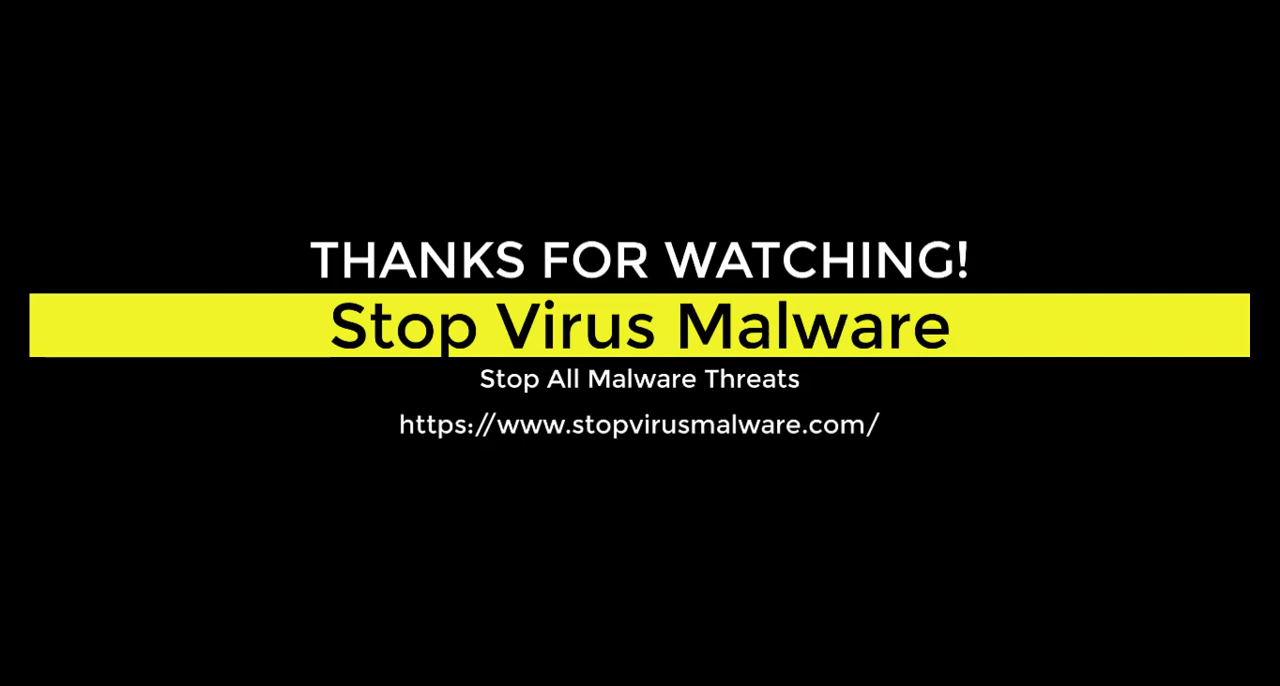 THANKS FOR WATCHING!
Stop Virus Malware
Stop All Malware Threats
https://www.stopvirusmalware.com/